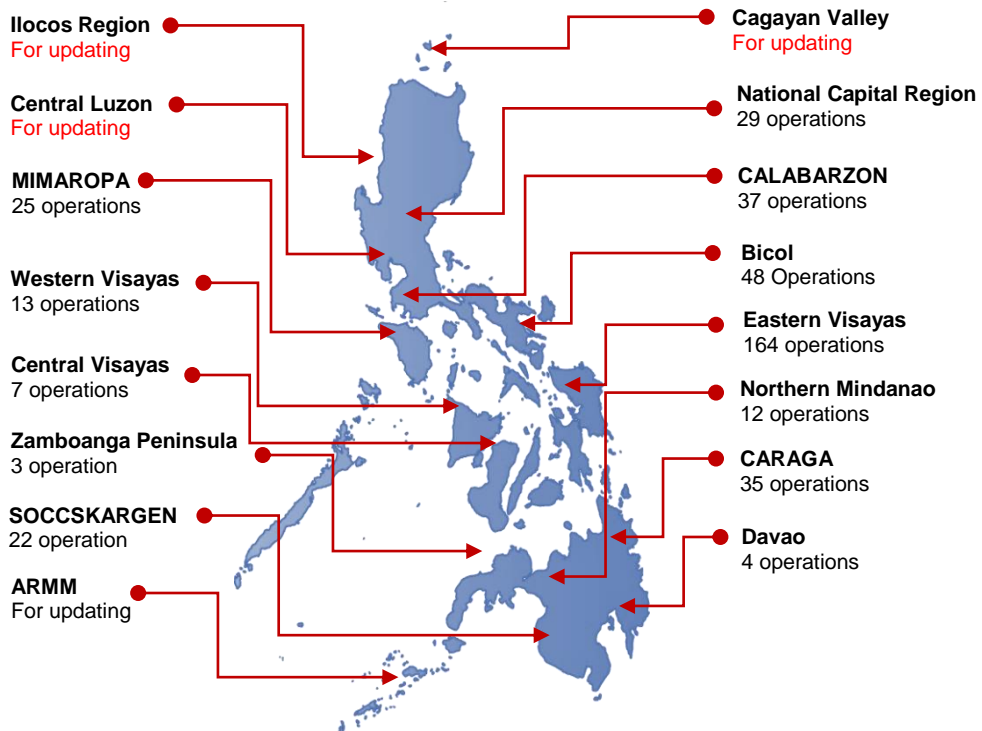 Ilocos Region
For updating
Central Luzon
For updating
MIMAROPA
25 operations
Western Visayas
13 operations
Central Visayas
7 operations
Zamboanga Peninsula
3 operation
SOCCSKARGEN
22 operation
ARMM
For updating
Cagayan Valley
For updating
National Capital Region
29 operations
CALABARZON
37 operations
Bicol
48 Operations
Eastern Visayas
164 operations
Northern Mindanao
12 operations
CARAGA
35 operations
Davao
4 operations